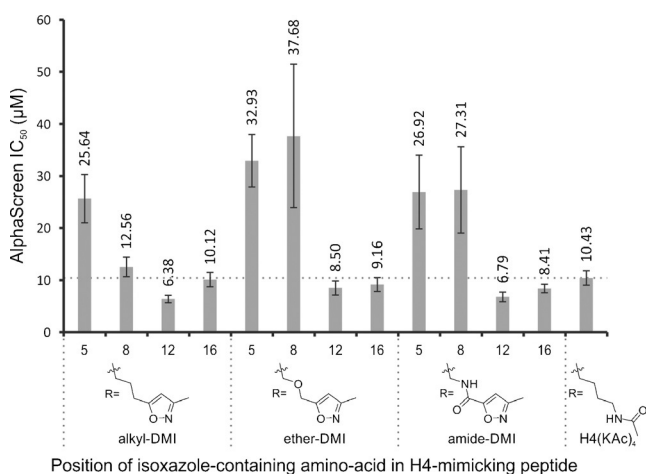 AlphaScreen IC50 (µM)
60
50
40
30
20
10
0
25.64
12.56
6.38
10.12
32.93
37.68
8.50
9.16
26.92
27.31
6.79
8.41
10.43
5 8 12 16 5 8 12 16 5 8 12 16
R= O N
R= O O N
R= NH O O N
HN O
alkyl-DMI ether-DMI amide-DMI H4(KAc)4
Position of isoxazole-containing amino-acid in H4-mimicking peptide